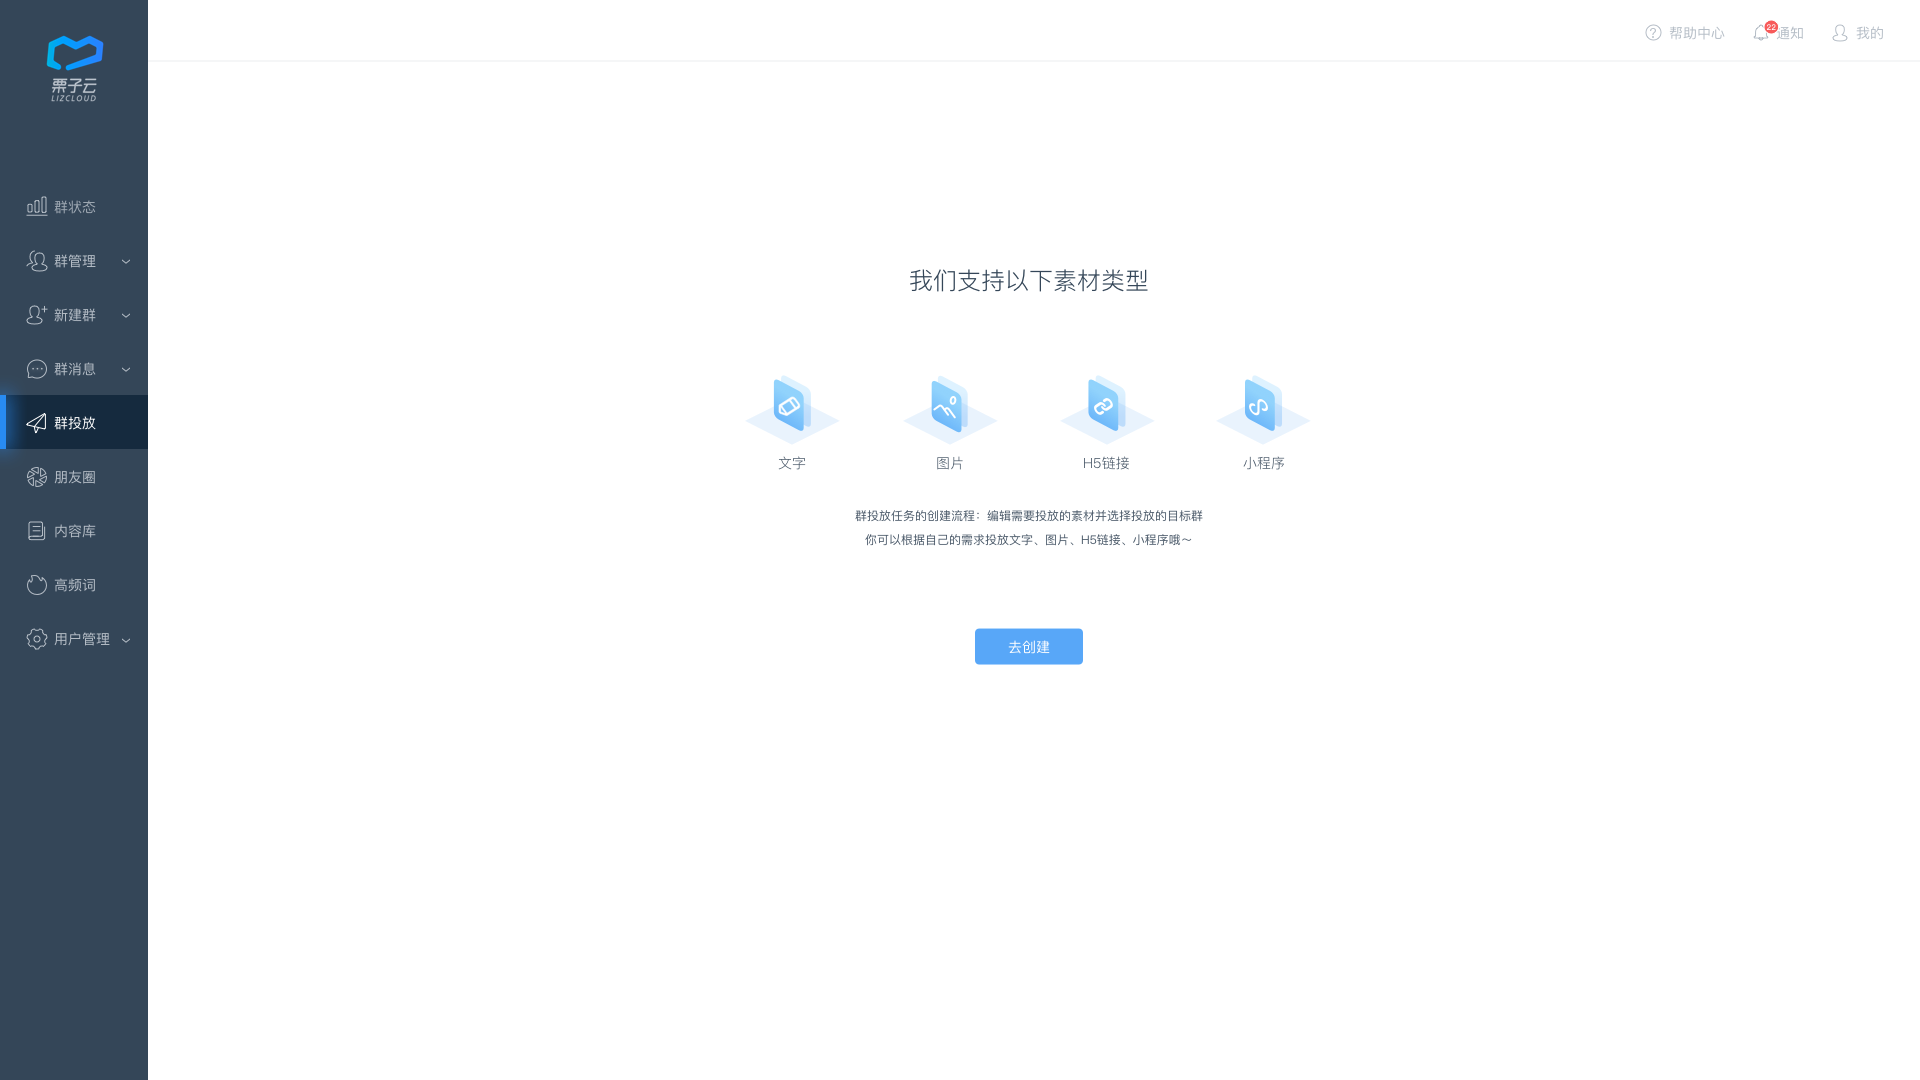 栗子云
LIZCLOUD
帮助中心
22
通知
我的
群状态
群管理
新建群
群消息
群投放
朋友圈
内容库
高频词
用户管理
我们支持以下素材类型
文字
图片
H5链接
小程序
群投放任务的创建流程：编辑需要投放的素材并选择投放的目标群
你可以根据自己的需求投放文字、图片、H5链接、小程序哦～
去创建